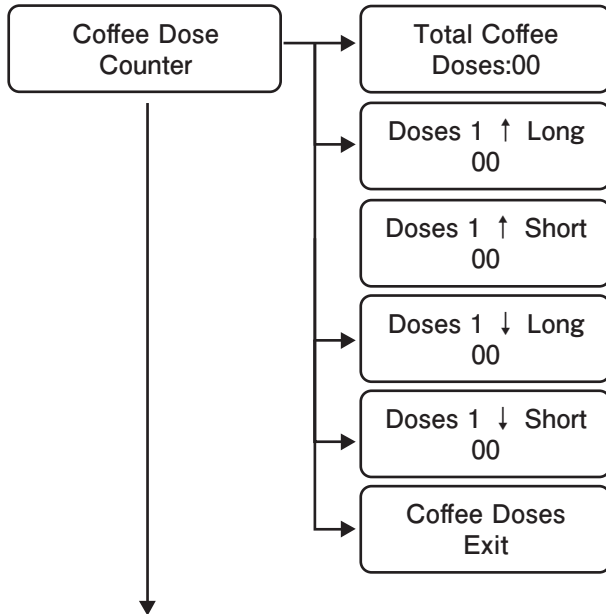 Coffee Dose
Counter
Total Coffee
Doses:00
Doses 1 ↑ Long
00
Doses 1 ↑ Short
00
Doses 1 ↓ Long
00
Doses 1 ↓ Short
00
Coffee Doses
Exit